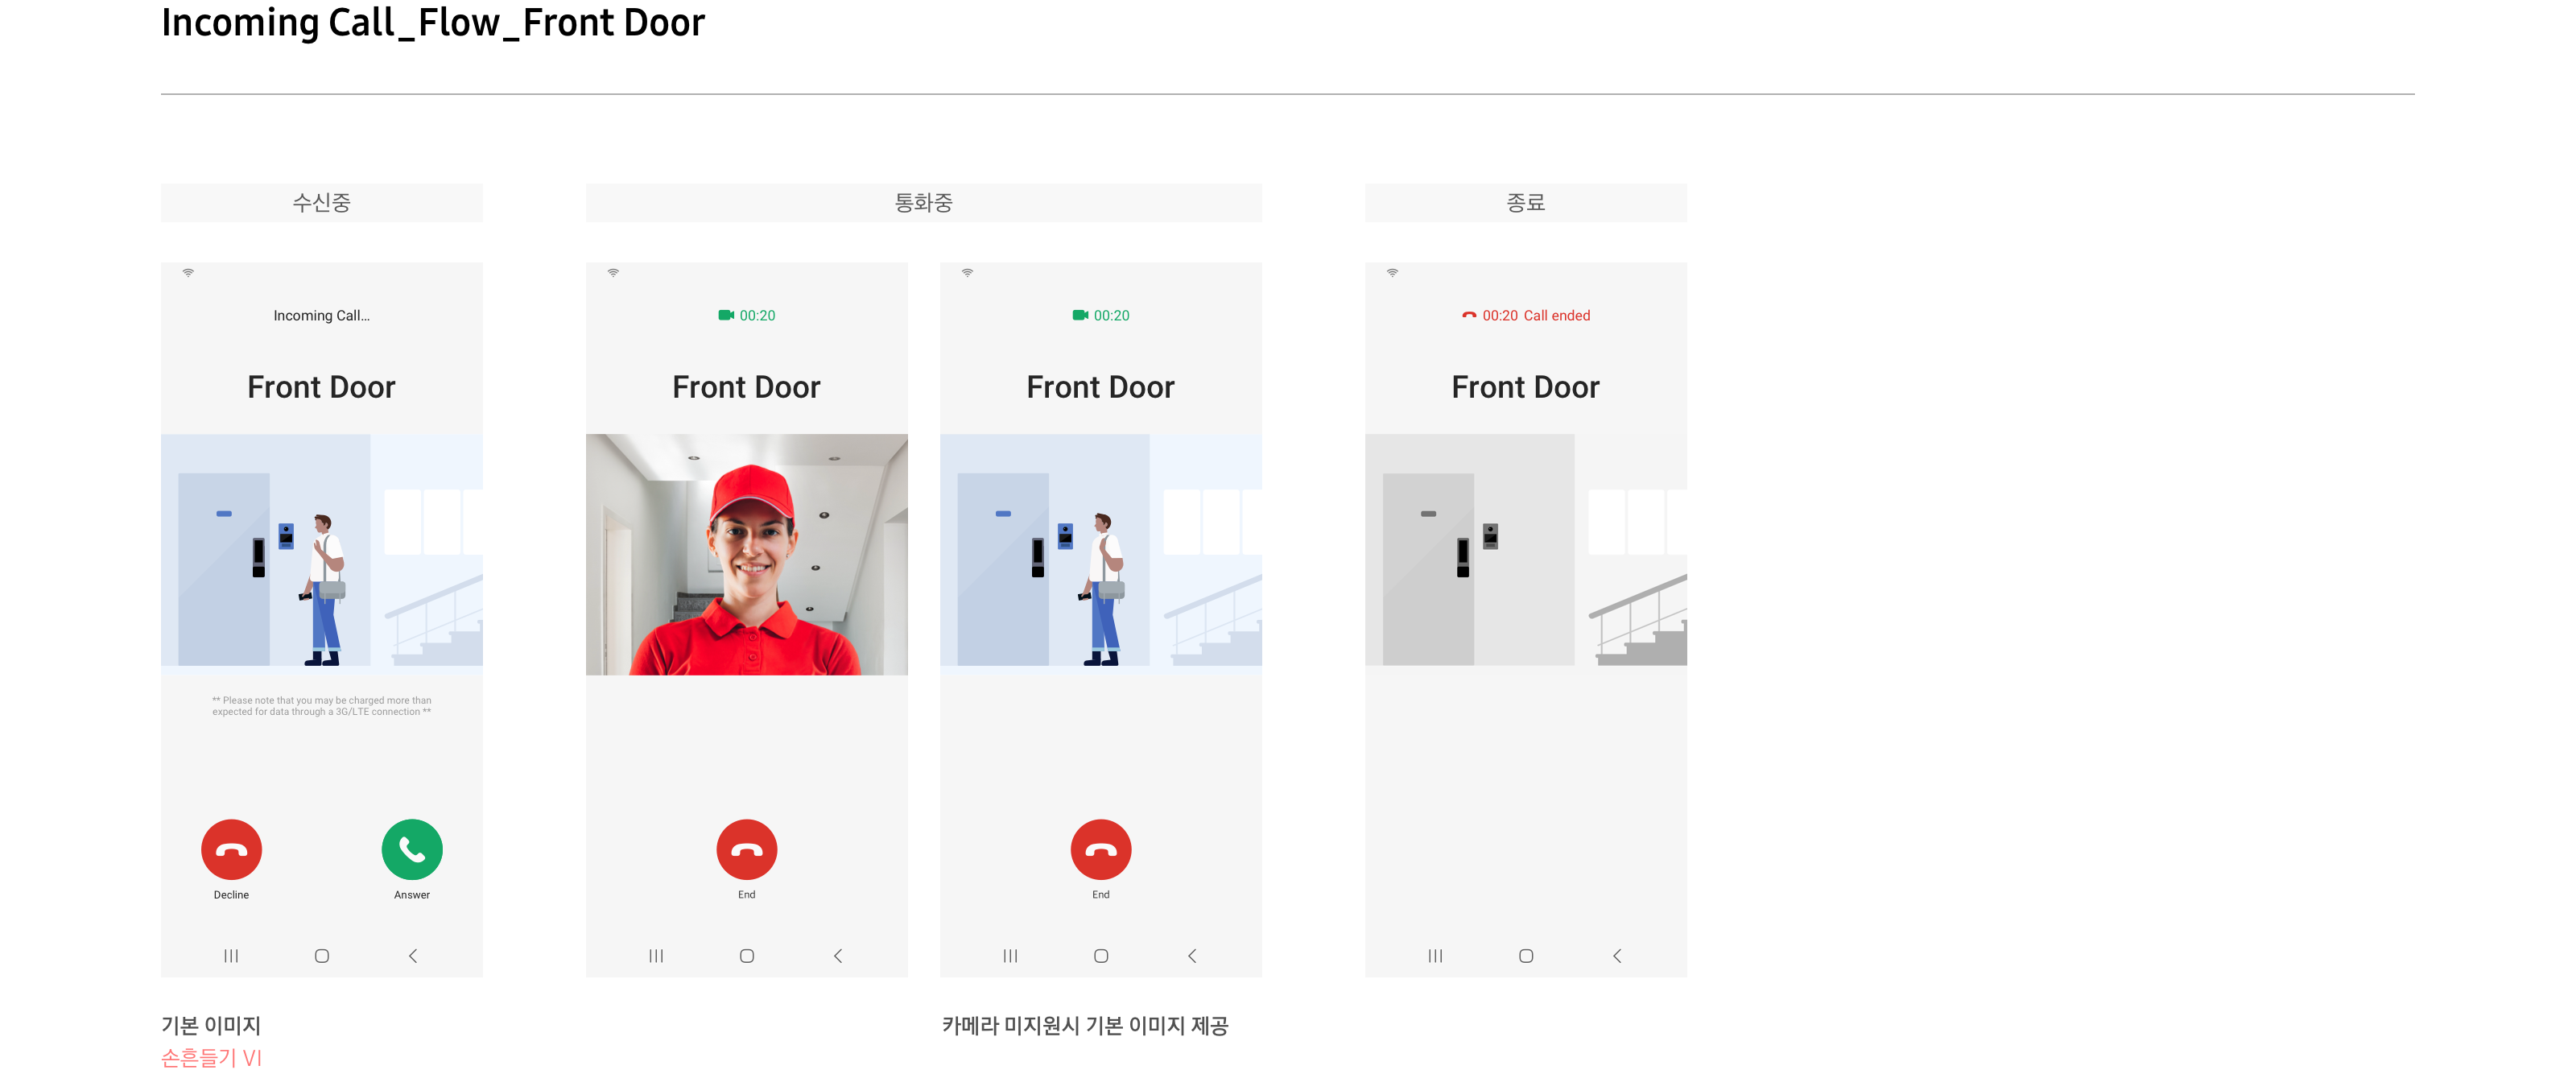 Incoming Call_Flow_Front Door
수신중
통화중
종료
Incoming Call...
Front Door
** Please note that you may be charged more than
expected for data through a 3G/LTE connection **
Decline
Answer
기본 이미지
손흔들기 VI
00:20
Front Door
End
00:20
Front Door
End
카메라 미지원시 기본 이미지 제공
00:20 Call ended
Front Door